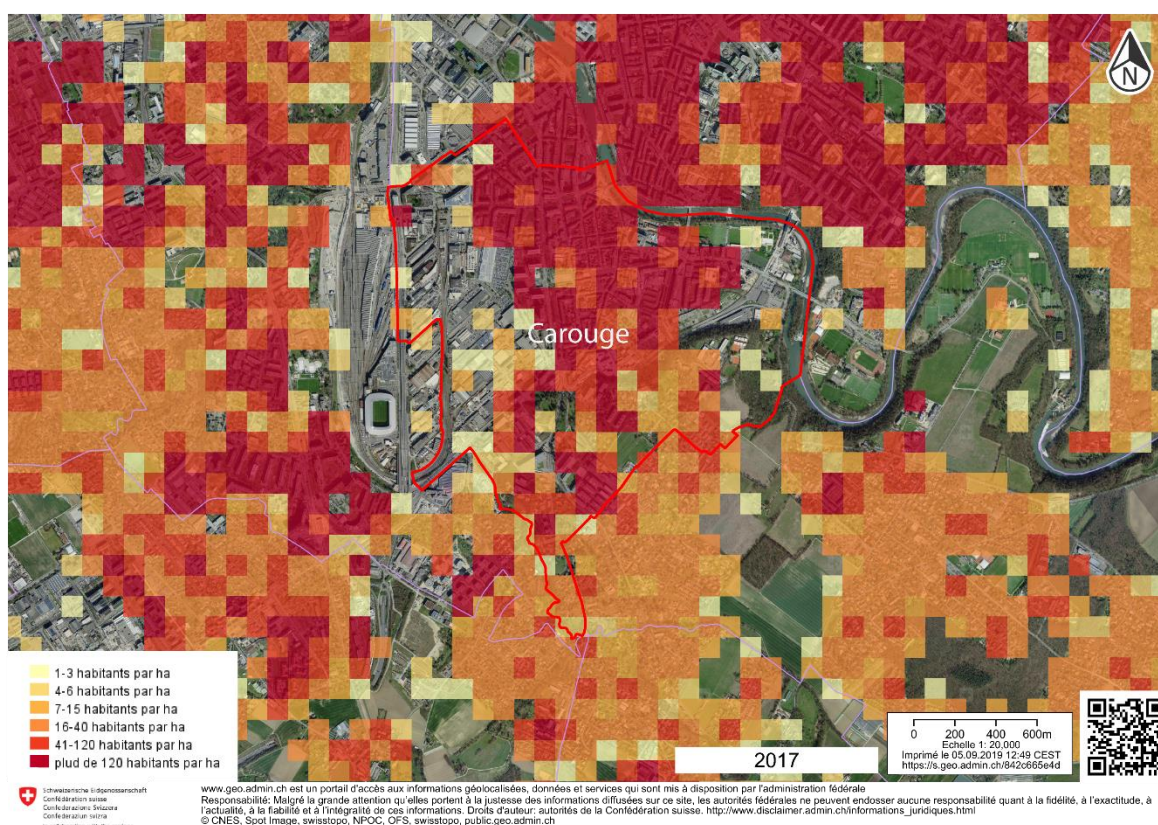 N
Carouge
1-3 habitants par ha
4-6 habitants par ha
7-15 habitants par ha
16-40 habitants par ha
41-120 habitants par ha
plud de 120 habitants par ha
2017
0 200 400 600m
Echelle 1: 20,000
Imprimé le 05.09.2019 12:49 CEST
https://s.geo.admin.ch/842c665e4d
Schweizerische Eidgenossenschaft
Confédération suisse
Confederazione Svizzera
Confederaziun svizra
www.geo.admin.ch est un portail d'accès aux informations géolocalisées, données et services qui sont mis à disposition par l'administration fédérale
Responsabilité: Malgré la grande attention qu'elles portent à la justesse des informations diffusées sur ce site, les autorités fédérales ne peuvent endosser aucune responsabilité quant à la fidélité, à l'exactitude, à
l'actualité, à la fiabilité et à l'intégralité de ces informations. Droits d'auteur: autorités de la Confédération suisse. http://www.disclaimer.admin.ch/informations_juridiques.html
© CNES, Spot Image, swisstopo, NPOC, OFS, swisstopo, public.geo.admin.ch